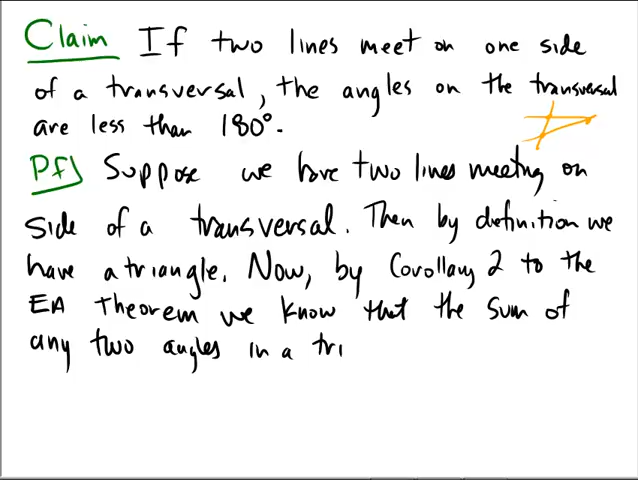 Claim If two lines meet on one side
of a transversal, the angles on the transversal
are less than 180°.
Pf) Suppose we have two lines meeting on
side of a transversal. Then by definition we
have a triangle. Now, by Corollary 2 to the
EA Theorem we know that the sum of
any two angles in a tri